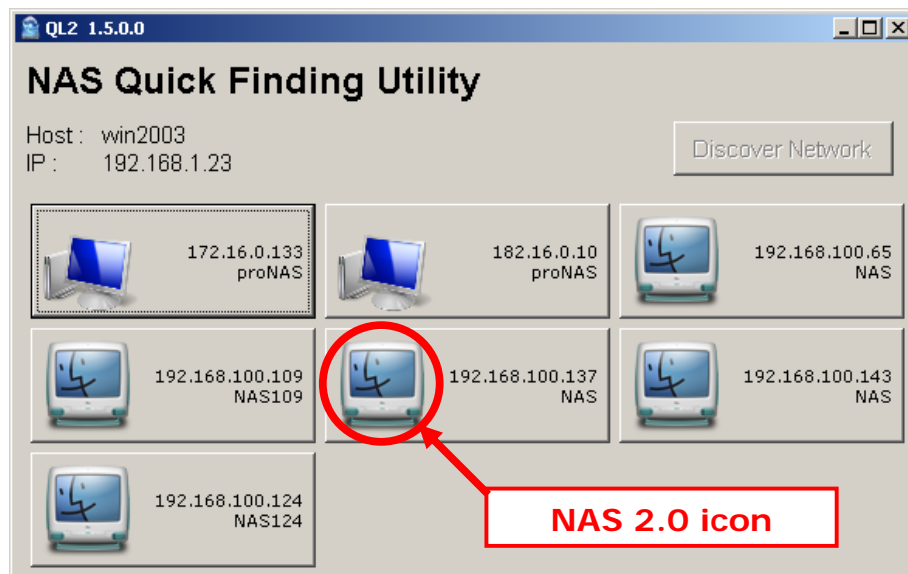 QL2 1.5.0.0
NAS Quick Finding Utility
Host : win2003
IP : 192.168.1.23
Discover Network
172.16.0.133
proNAS
182.16.0.10
proNAS
192.168.100.65
NAS
192.168.100.109
NAS109
192.168.100.137
NAS
192.168.100.143
NAS
192.168.100.124
NAS124
NAS 2.0 icon